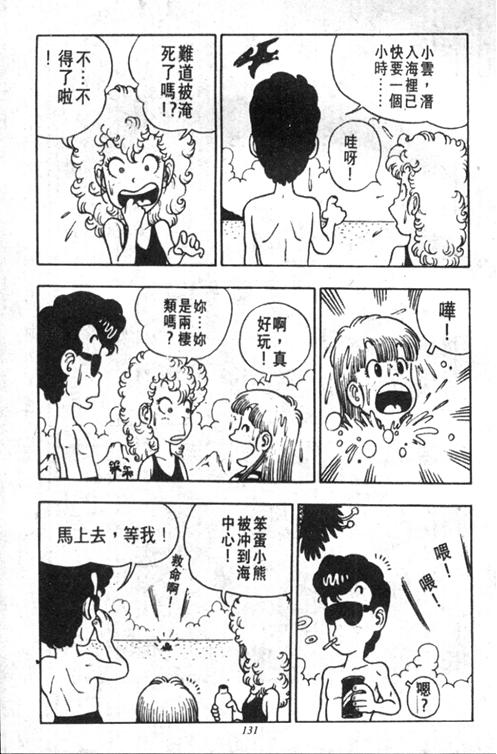 小雲，潛
入海裡已
快要一個
小時……
哇呀！
難道被淹
死了嗎!?
不…不
得了啦
！
嘩！
啊，真
好玩！
妳…妳
是兩棲
類嗎？
喂！
喂！
嗯？
笨蛋小熊
被冲到海
中心！
救命啊！
馬上去，等我！
131